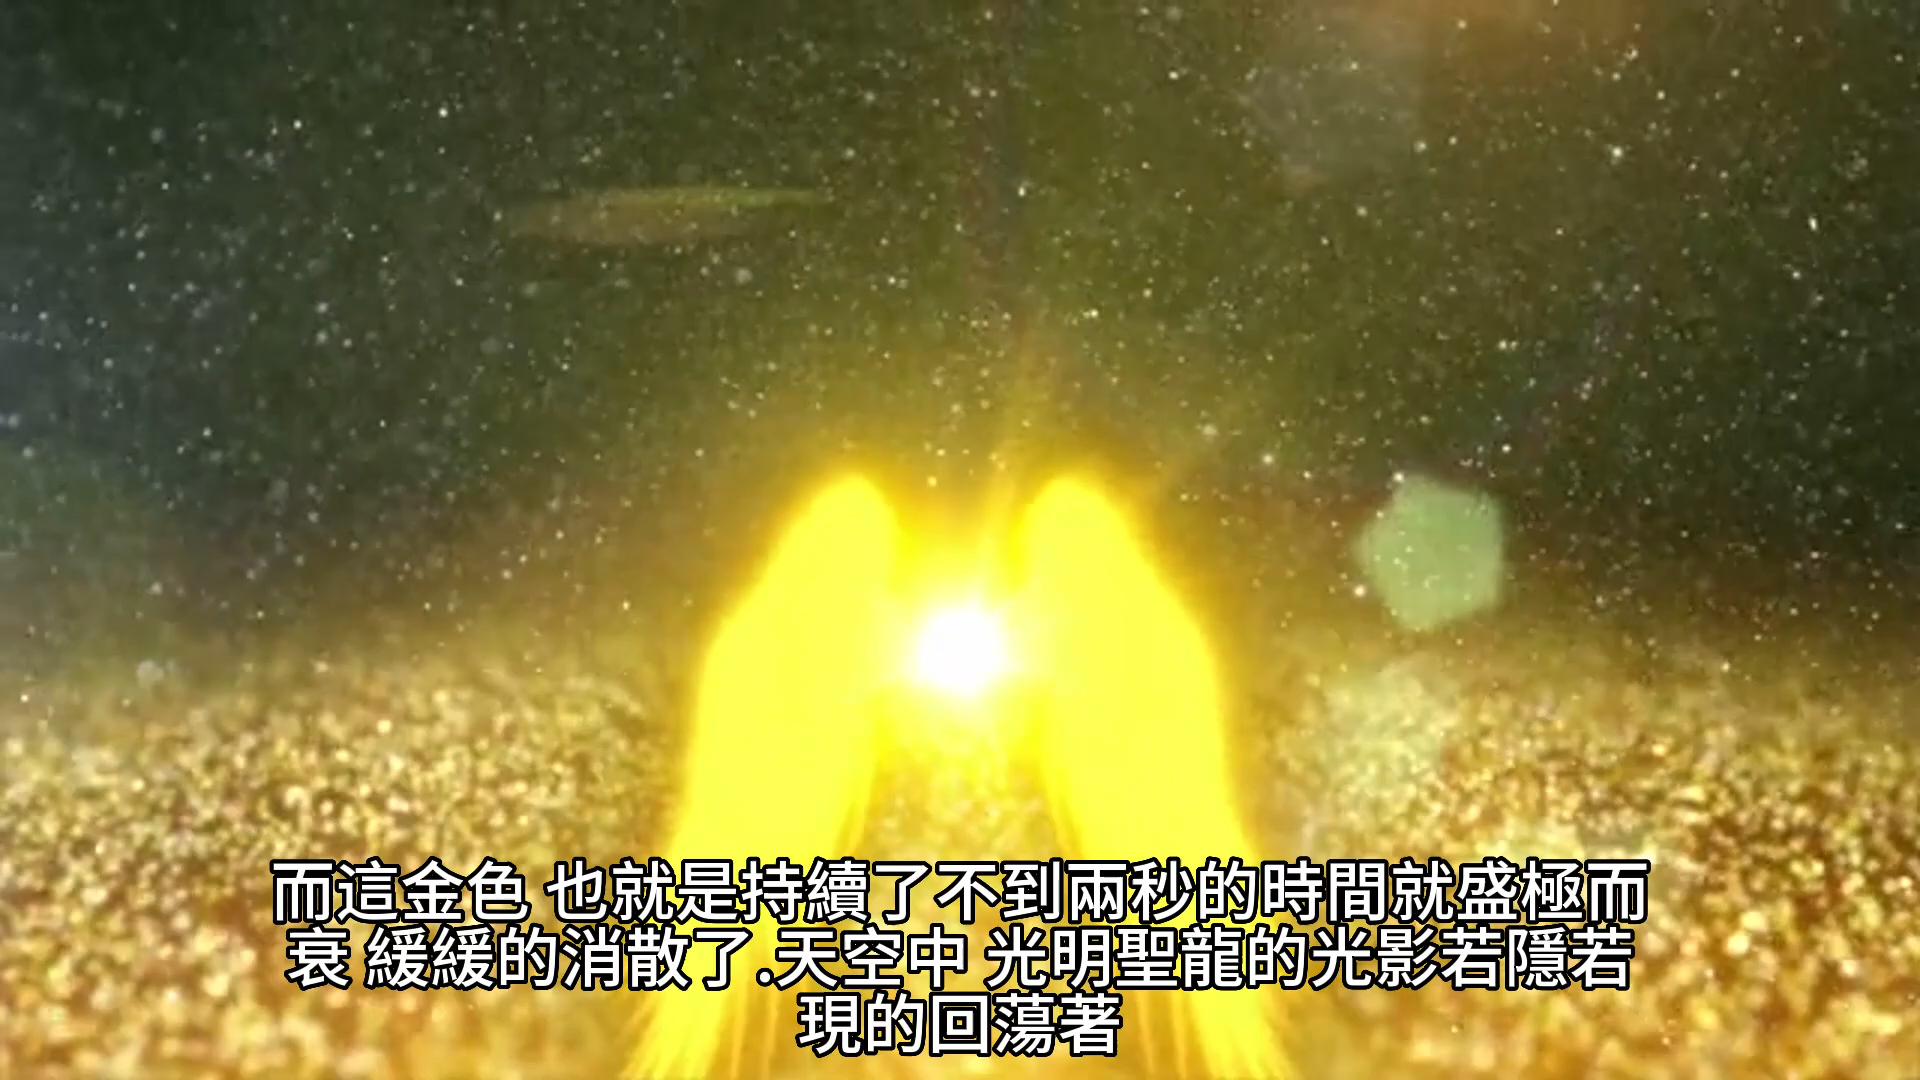 而這金色 也就是持續了不到兩秒的時間就盛極而
衰 緩緩的消散了.天空中 光明聖龍的光影若隱若
現的回蕩著